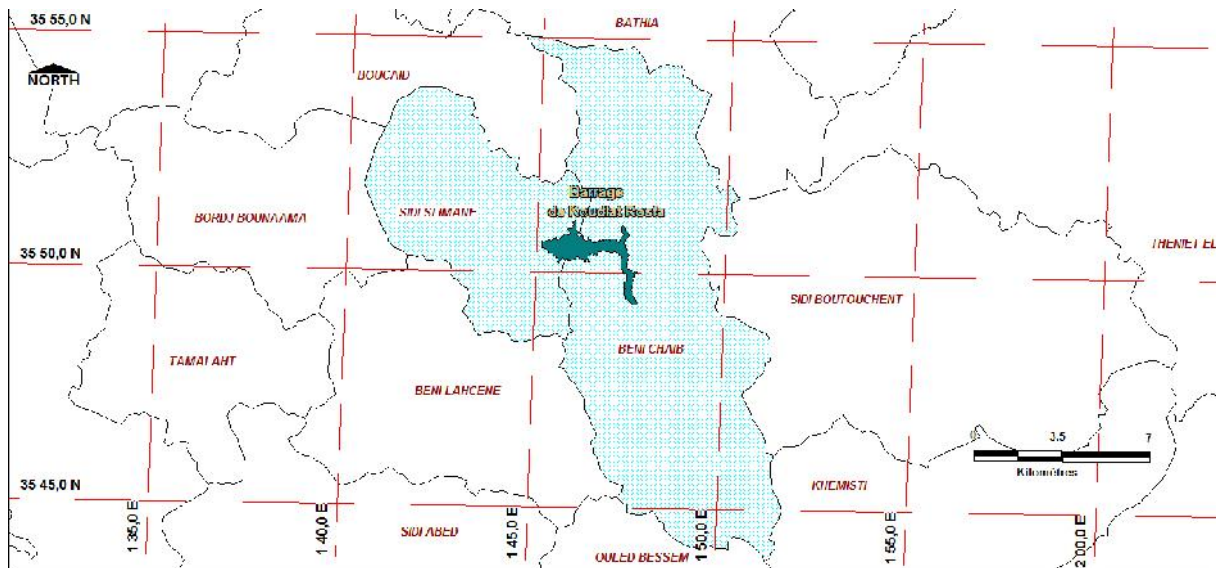 35 55,0 N
BATHIA
NORTH
BOUCAID
BORDJ BOUNAAMA
SIDI SLIMANE
Barrage
de Koudiat Rosfa
35 50,0 N
THENIET EL
SIDI BOUTOUCHENT
TAMALAHT
BENI CHAIB
BENI LAHCENE
0 3.5 7
Kilométres
35 45,0 N
KHEMISTI
SIDI ABED
OULED BESSEM
1 35,0 E
1 40,0 E
1 45,0 E
1 50,0 E
1 55,0 E
2 00,0 E